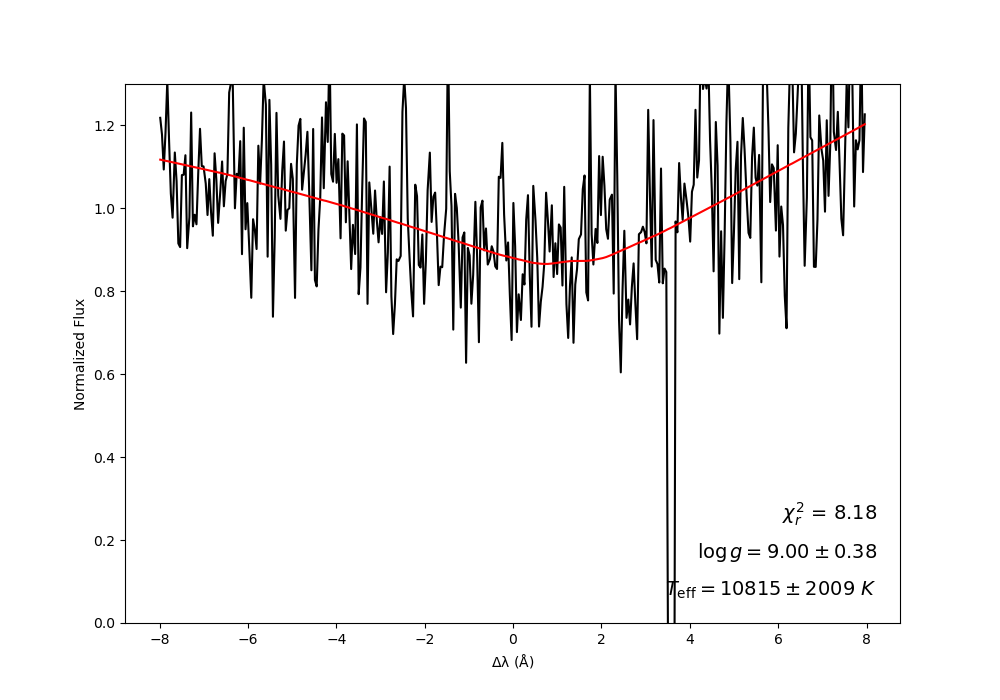 1.2
1.0
0.8
0.6
0.4
0.2
0.0
Normalized Flux
χ²ᵣ = 8.18
log g = 9.00 ± 0.38
T_eff = 10815 ± 2009 K
−8 −6 −4 −2 0 2 4 6 8
Δλ (Å)